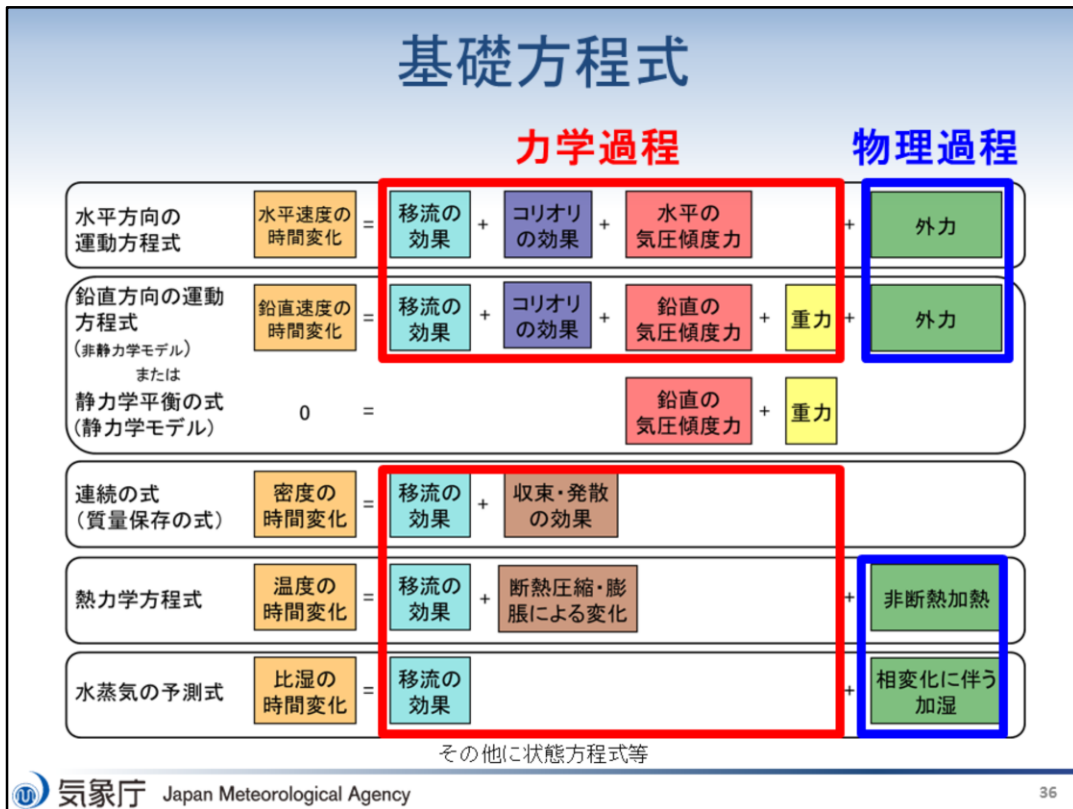 基礎方程式
力学過程
物理過程
水平方向の
運動方程式
水平速度の
時間変化
=
移流の
効果
+
コリオリ
の効果
+
水平の
気圧傾度力
+
外力
鉛直方向の運動
方程式
(非静力学モデル)
または
静力学平衡の式
(静力学モデル)
鉛直速度の
時間変化
=
移流の
効果
+
コリオリ
の効果
+
鉛直の
気圧傾度力
+
重力
+
外力
0
=
鉛直の
気圧傾度力
+
重力
連続の式
(質量保存の式)
密度の
時間変化
=
移流の
効果
+
収束・発散
の効果
熱力学方程式
温度の
時間変化
=
移流の
効果
+
断熱圧縮・膨
脹による変化
+
非断熱加熱
水蒸気の予測式
比湿の
時間変化
=
移流の
効果
+
相変化に伴う
加湿
その他に状態方程式等
気象庁 Japan Meteorological Agency
36